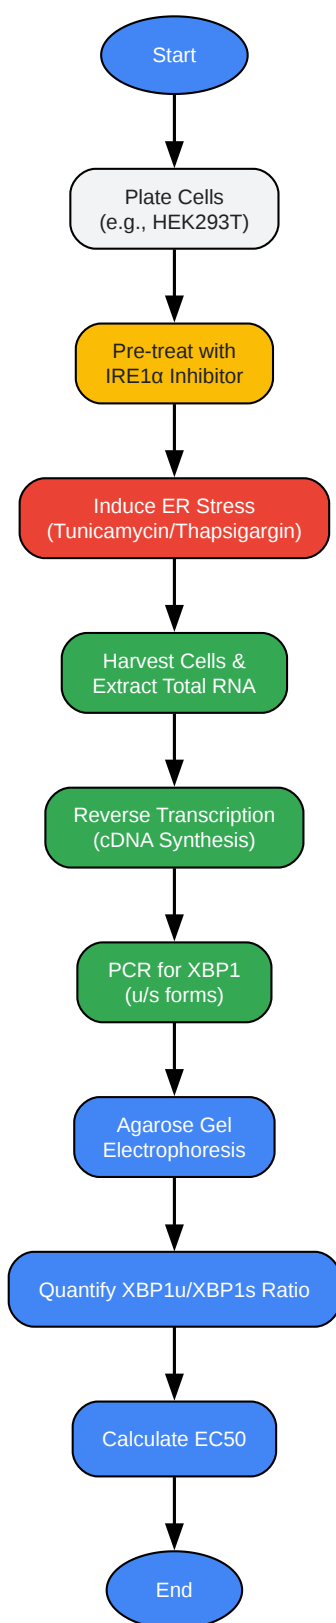 Start
Plate Cells
(e.g., HEK293T)
Pre-treat with
IRE1α Inhibitor
Induce ER Stress
(Tunicamycin/Thapsigargin)
Harvest Cells &
Extract Total RNA
Reverse Transcription
(cDNA Synthesis)
PCR for XBP1
(u/s forms)
Agarose Gel
Electrophoresis
Quantify XBP1u/XBP1s Ratio
Calculate EC50
End